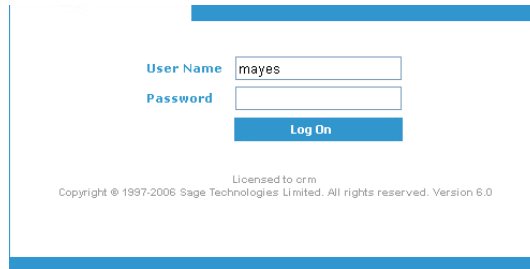 User Name mayes
Password
Log On
Licensed to crm
Copyright © 1997-2006 Sage Technologies Limited. All rights reserved. Version 6.0